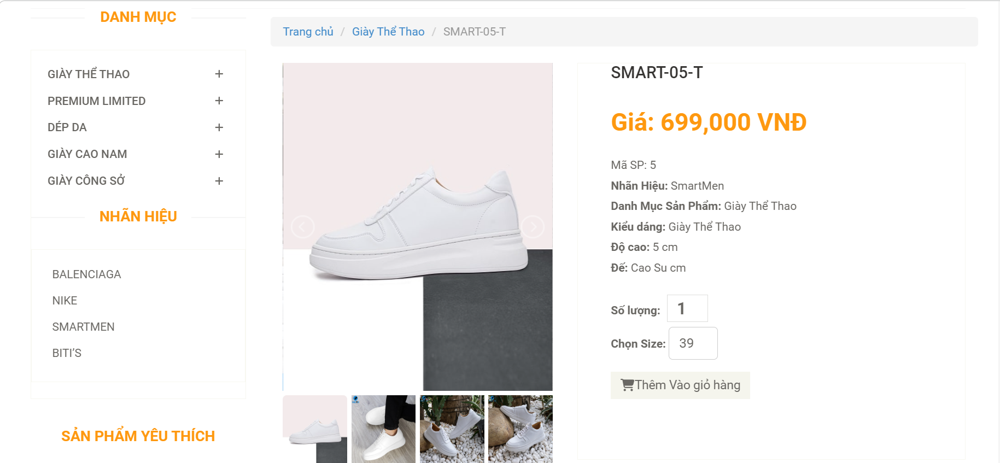 DANH MỤC
GIÀY THỂ THAO
PREMIUM LIMITED
DÉP DA
GIÀY CAO NAM
GIÀY CÔNG SỞ
NHÃN HIỆU
BALENCIAGA
NIKE
SMARTMEN
BITI’S
SẢN PHẨM YÊU THÍCH
Trang chủ / Giày Thể Thao / SMART-05-T
SMART-05-T
Giá: 699,000 VNĐ
Mã SP: 5
Nhãn Hiệu: SmartMen
Danh Mục Sản Phẩm: Giày Thể Thao
Kiểu dáng: Giày Thể Thao
Độ cao: 5 cm
Đế: Cao Su cm
Số lượng: 1
Chọn Size: 39
Thêm Vào giỏ hàng